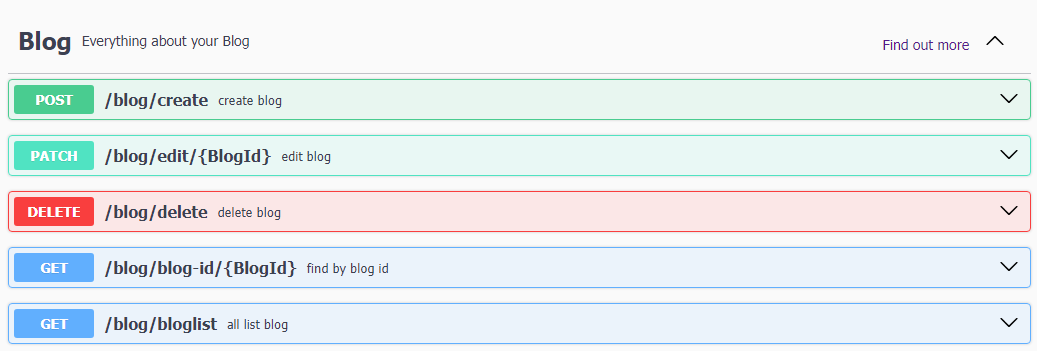 Blog Everything about your Blog Find out more
POST /blog/create create blog
PATCH /blog/edit/{BlogId} edit blog
DELETE /blog/delete delete blog
GET /blog/blog-id/{BlogId} find by blog id
GET /blog/bloglist all list blog